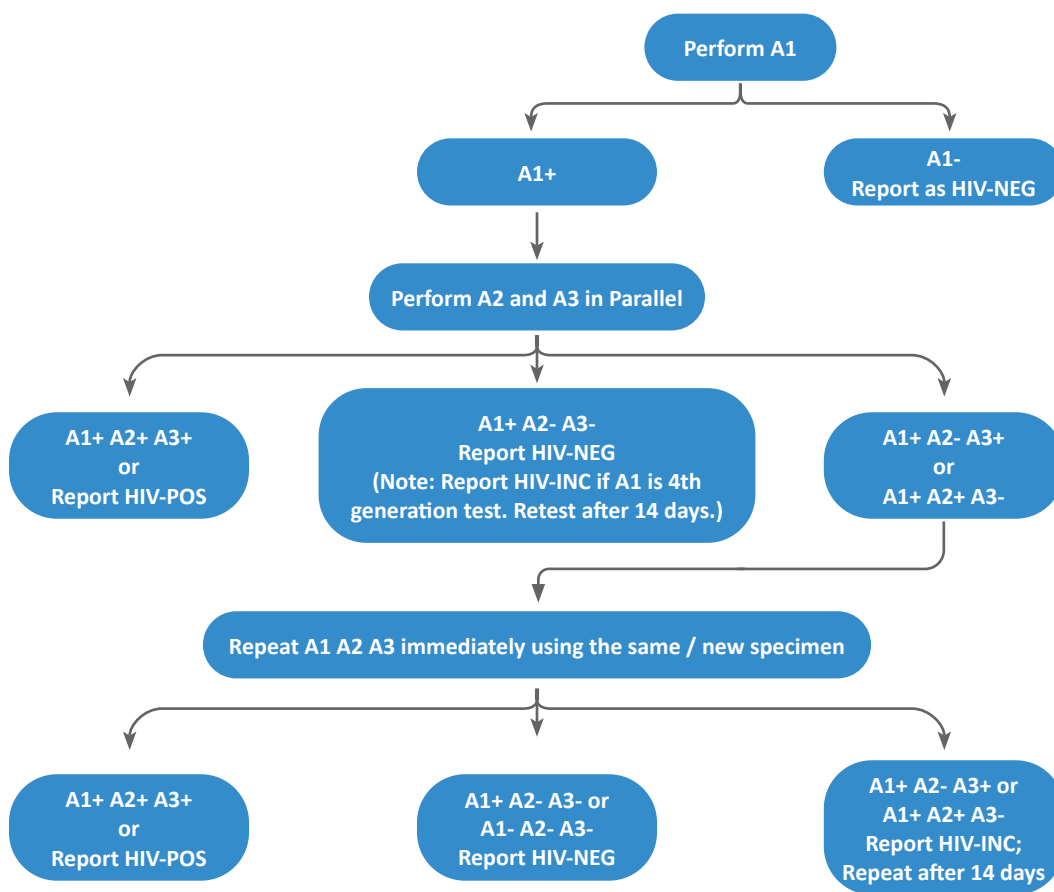 Perform A1
A1+
A1-
Report as HIV-NEG
Perform A2 and A3 in Parallel
A1+ A2+ A3+
or
Report HIV-POS
A1+ A2- A3-
Report HIV-NEG
(Note: Report HIV-INC if A1 is 4th
generation test. Retest after 14 days.)
A1+ A2- A3+
or
A1+ A2+ A3-
Repeat A1 A2 A3 immediately using the same / new specimen
A1+ A2+ A3+
or
Report HIV-POS
A1+ A2- A3- or
A1- A2- A3-
Report HIV-NEG
A1+ A2- A3+ or
A1+ A2+ A3-
Report HIV-INC;
Repeat after 14 days